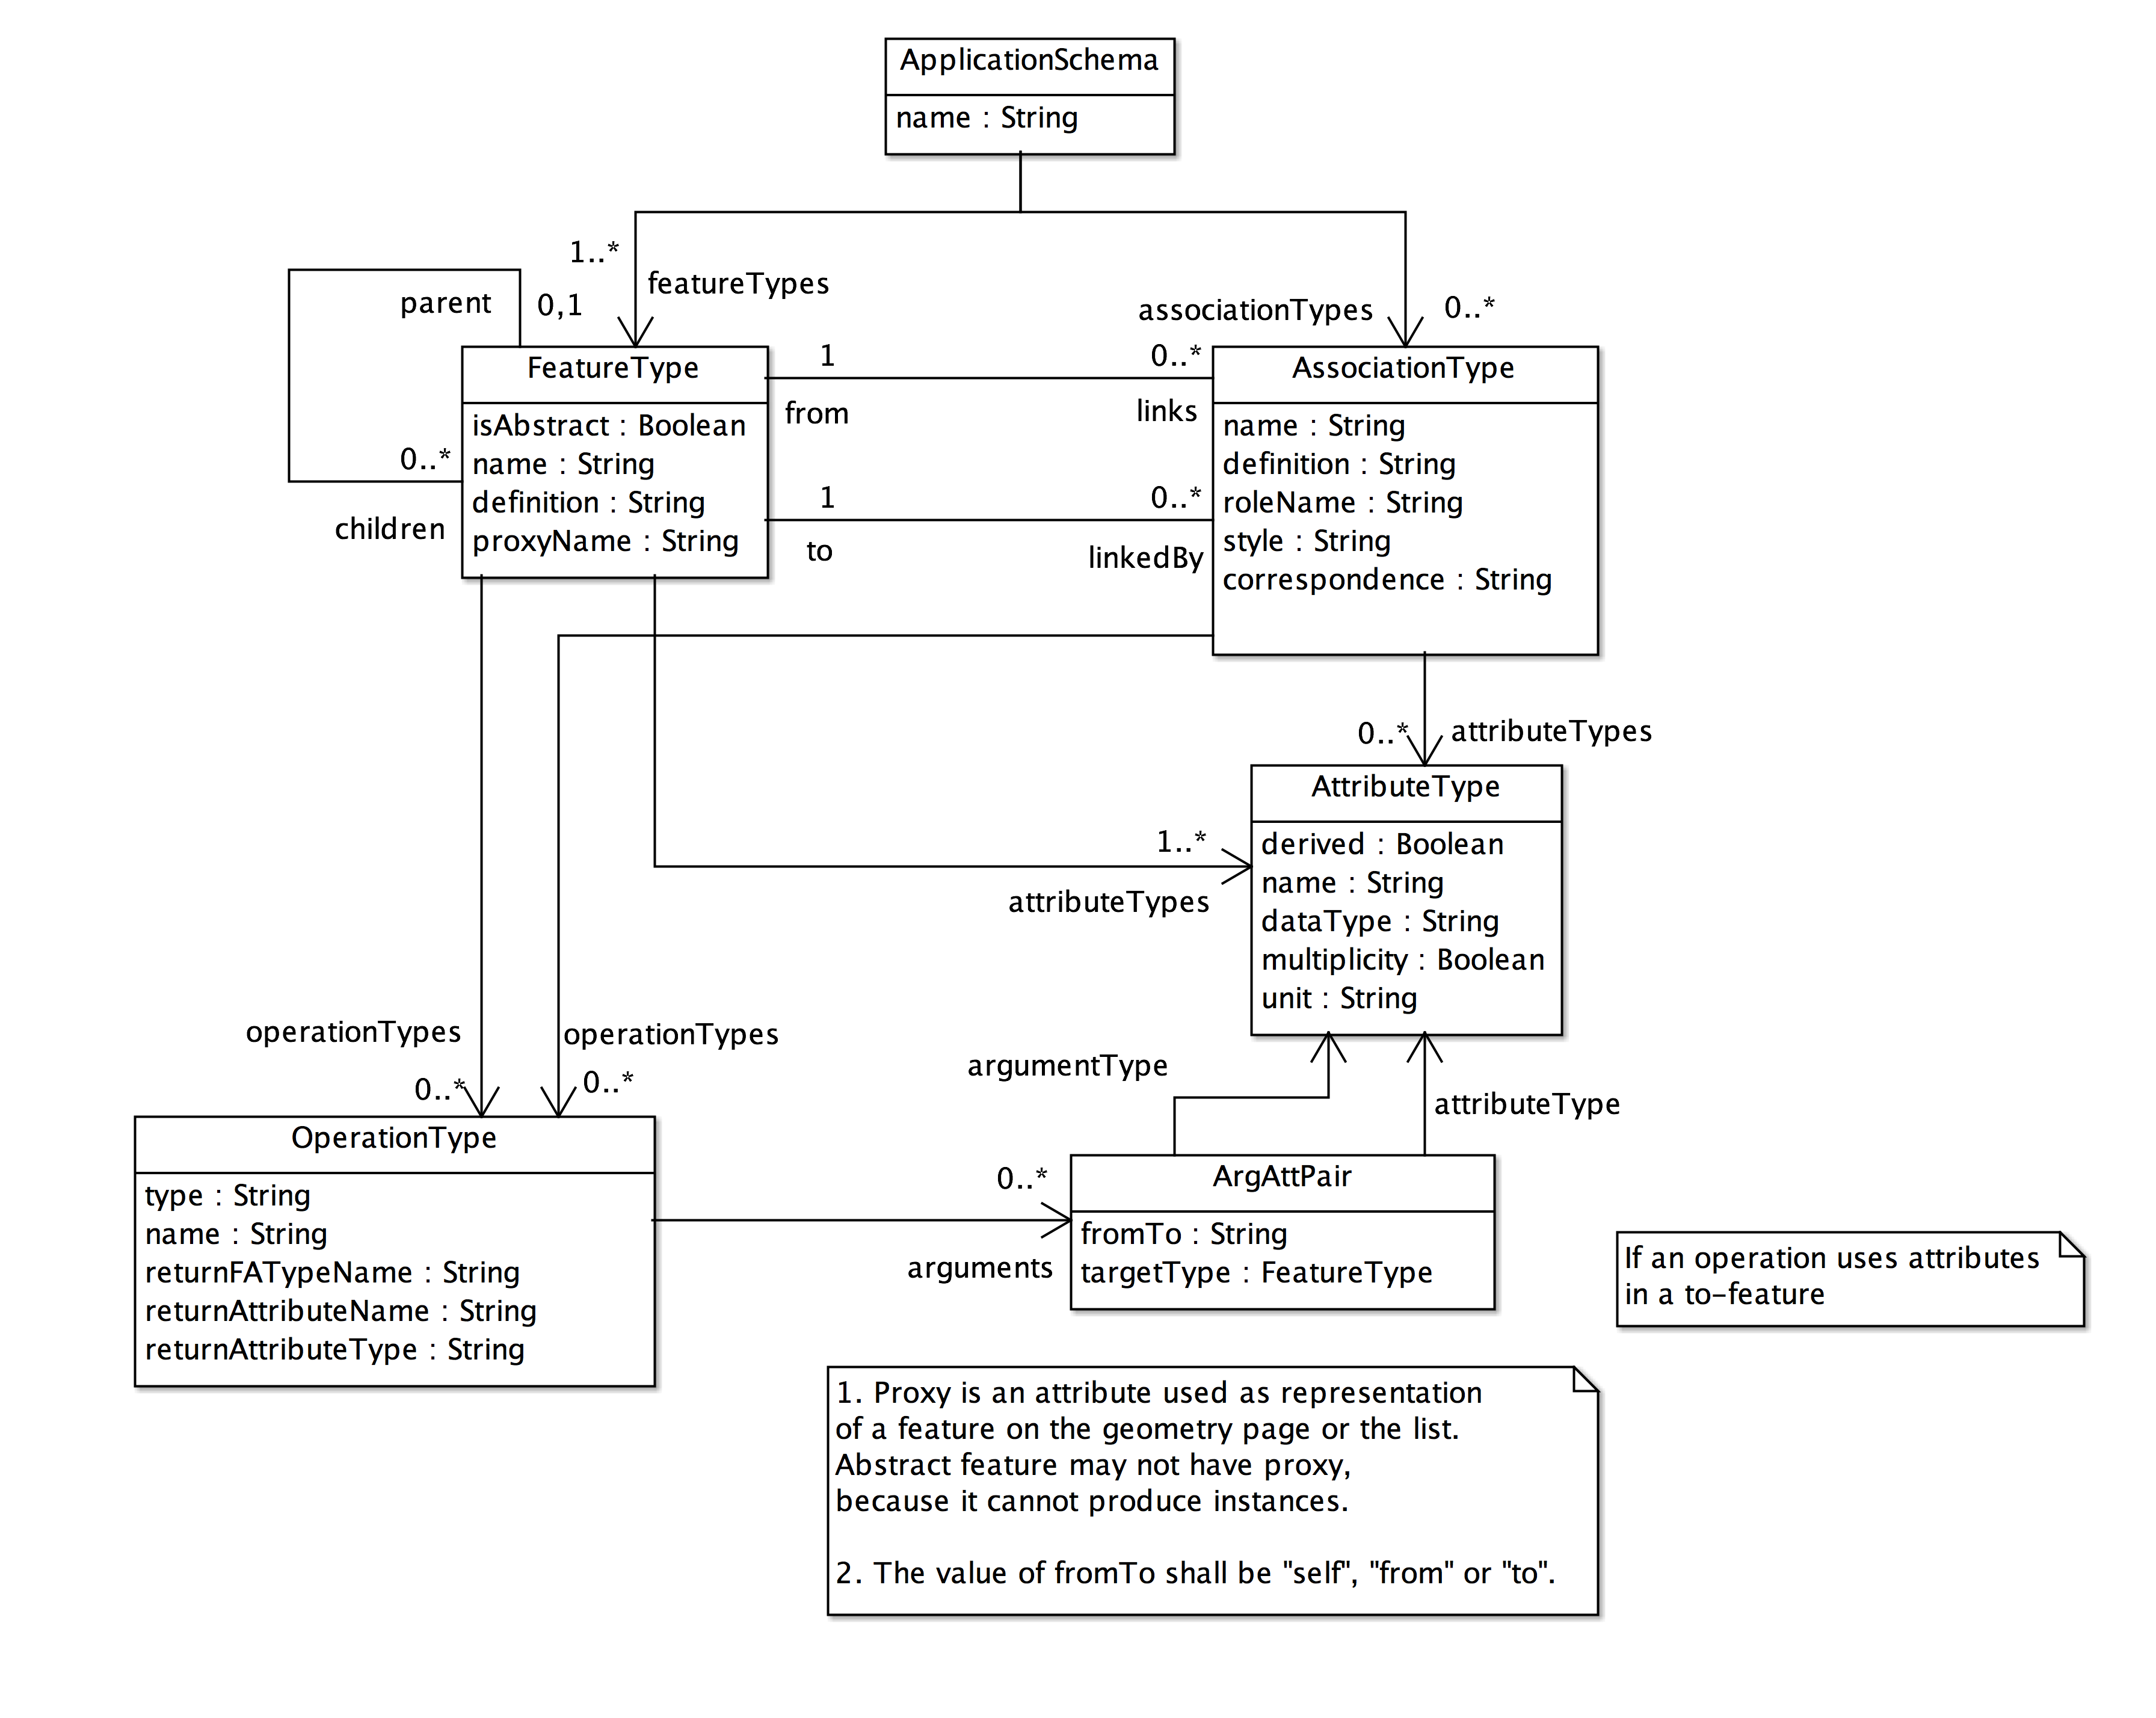 ApplicationSchema
name : String
1..*
featureTypes
parent
0,1
associationTypes
0..*
FeatureType
isAbstract : Boolean
name : String
definition : String
proxyName : String
0..*
children
1
from
0..*
links
1
to
0..*
linkedBy
AssociationType
name : String
definition : String
roleName : String
style : String
correspondence : String
0..*
attributeTypes
AttributeType
derived : Boolean
name : String
dataType : String
multiplicity : Boolean
unit : String
1..*
attributeTypes
operationTypes
0..*
operationTypes
0..*
argumentType
attributeType
OperationType
type : String
name : String
returnFATypeName : String
returnAttributeName : String
returnAttributeType : String
0..*
arguments
ArgAttPair
fromTo : String
targetType : FeatureType
If an operation uses attributes
in a to-feature
1. Proxy is an attribute used as representation
of a feature on the geometry page or the list.
Abstract feature may not have proxy,
because it cannot produce instances.
2. The value of fromTo shall be "self", "from" or "to".